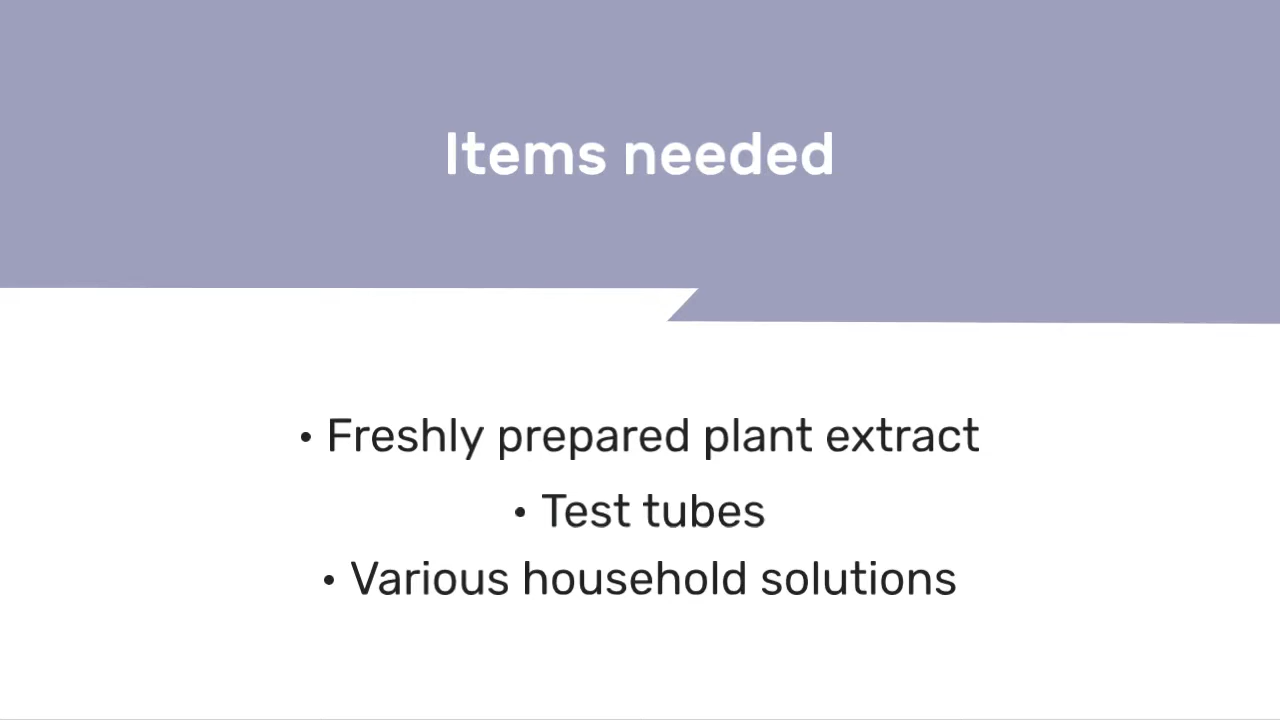 Items needed
• Freshly prepared plant extract
• Test tubes
• Various household solutions